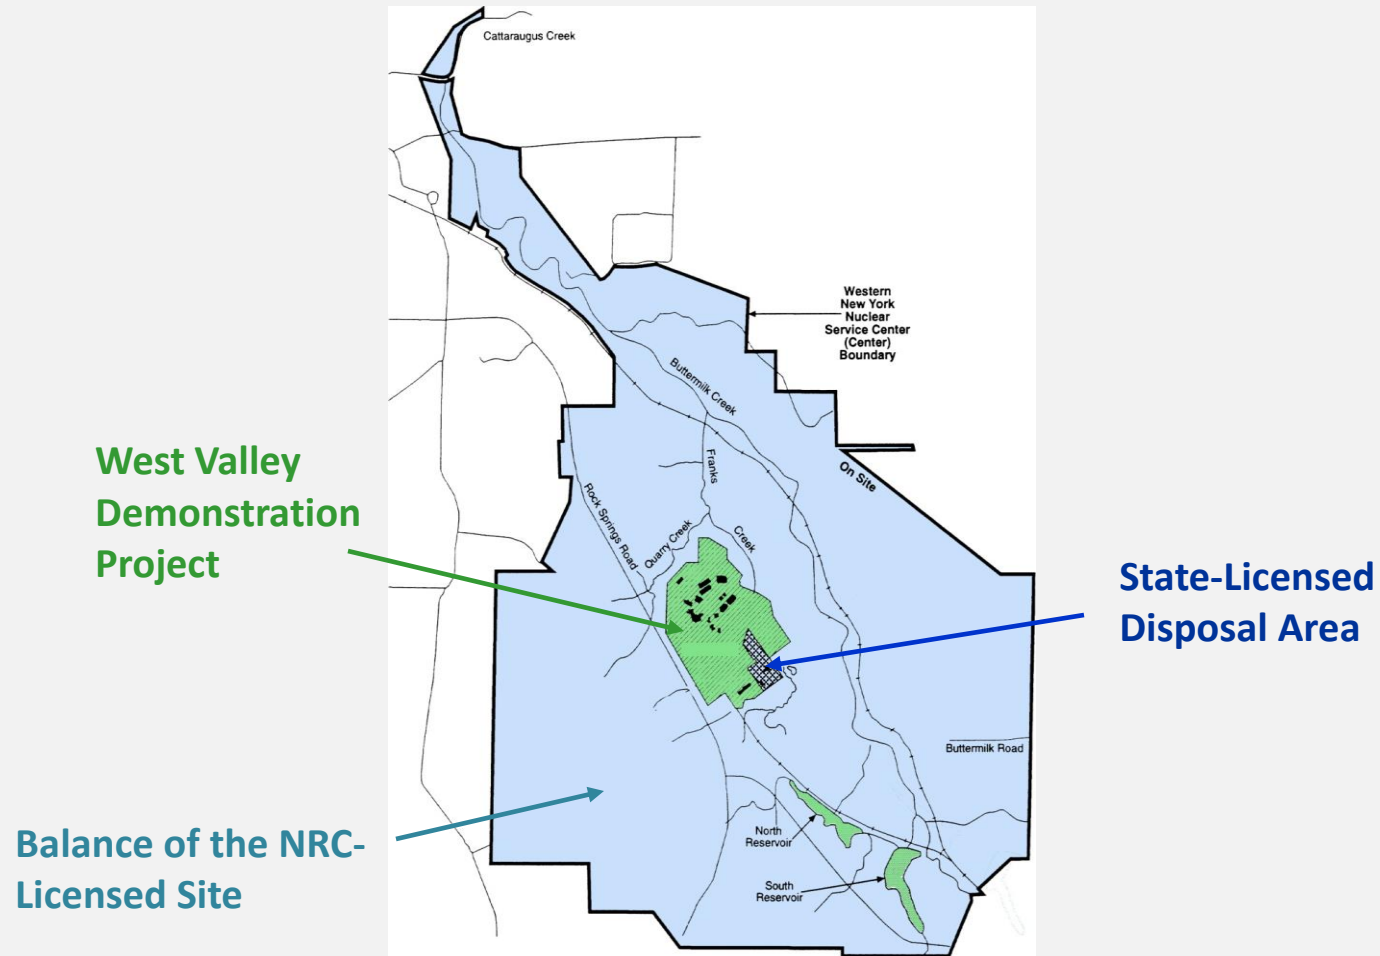 Cattaraugus Creek
Western
New York
Nuclear
Service Center
(Center)
Boundary
Buttermilk Creek
Franks
Creek
On Site
Rock Springs Road
Quarry Creek
West Valley
Demonstration
Project
State-Licensed
Disposal Area
Buttermilk Road
North
Reservoir
South
Reservoir
Balance of the NRC-
Licensed Site